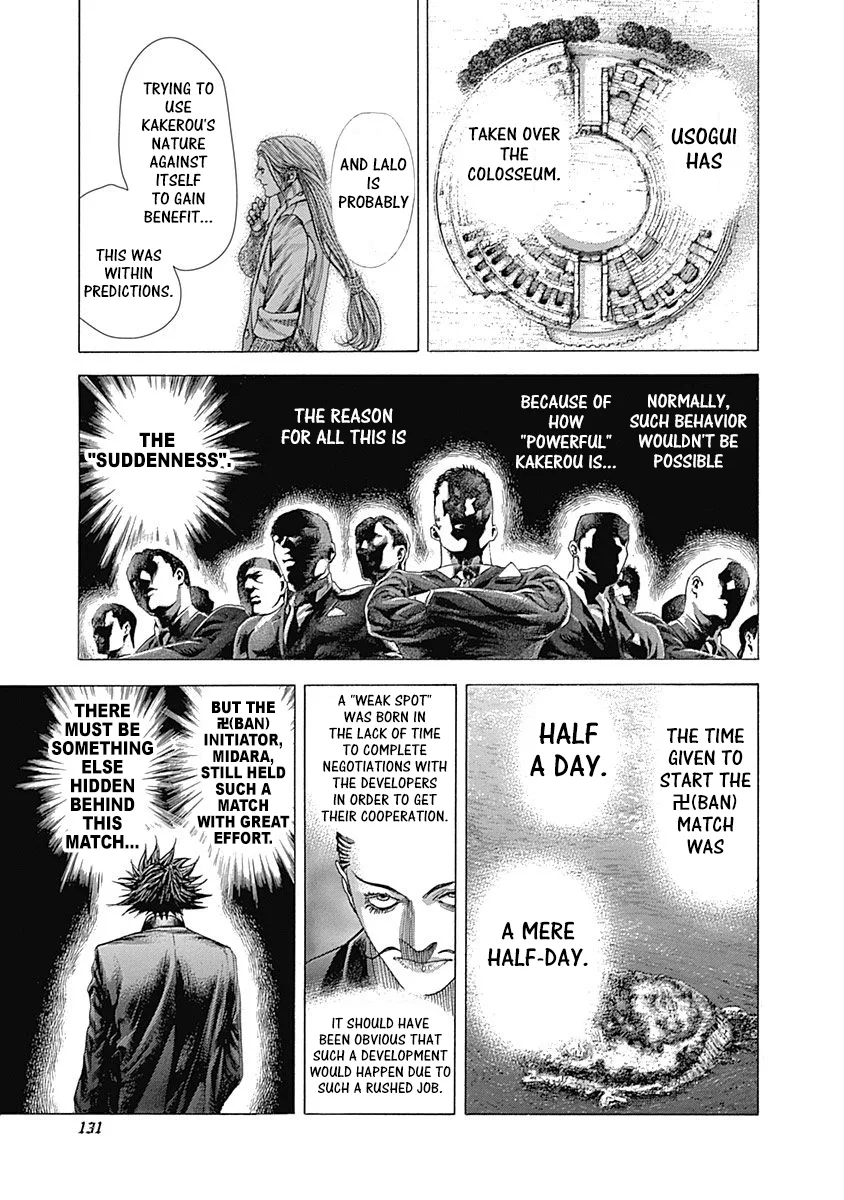 USOGUI
HAS
TAKEN OVER
THE
COLOSSEUM.
AND LALO
IS
PROBABLY
TRYING TO
USE
KAKEROU'S
NATURE
AGAINST
ITSELF
TO GAIN
BENEFIT...
THIS WAS
WITHIN
PREDICTIONS.
NORMALLY,
SUCH BEHAVIOR
WOULDN'T BE
POSSIBLE
BECAUSE OF
HOW
"POWERFUL"
KAKEROU IS...
THE REASON
FOR ALL THIS IS
THE
"SUDDENNESS".
THE TIME
GIVEN TO
START THE
卍(BAN)
MATCH
WAS
HALF
A DAY.
A MERE
HALF-DAY.
A "WEAK SPOT"
WAS BORN IN
THE LACK OF TIME
TO COMPLETE
NEGOTIATIONS WITH
THE DEVELOPERS
IN ORDER TO GET
THEIR COOPERATION.
IT SHOULD HAVE
BEEN OBVIOUS THAT
SUCH A DEVELOPMENT
WOULD HAPPEN DUE TO
SUCH A RUSHED JOB.
BUT THE
卍(BAN)
INITIATOR,
MIDARA,
STILL HELD
SUCH A
MATCH
WITH GREAT
EFFORT.
THERE
MUST BE
SOMETHING
ELSE
HIDDEN
BEHIND
THIS
MATCH...
131